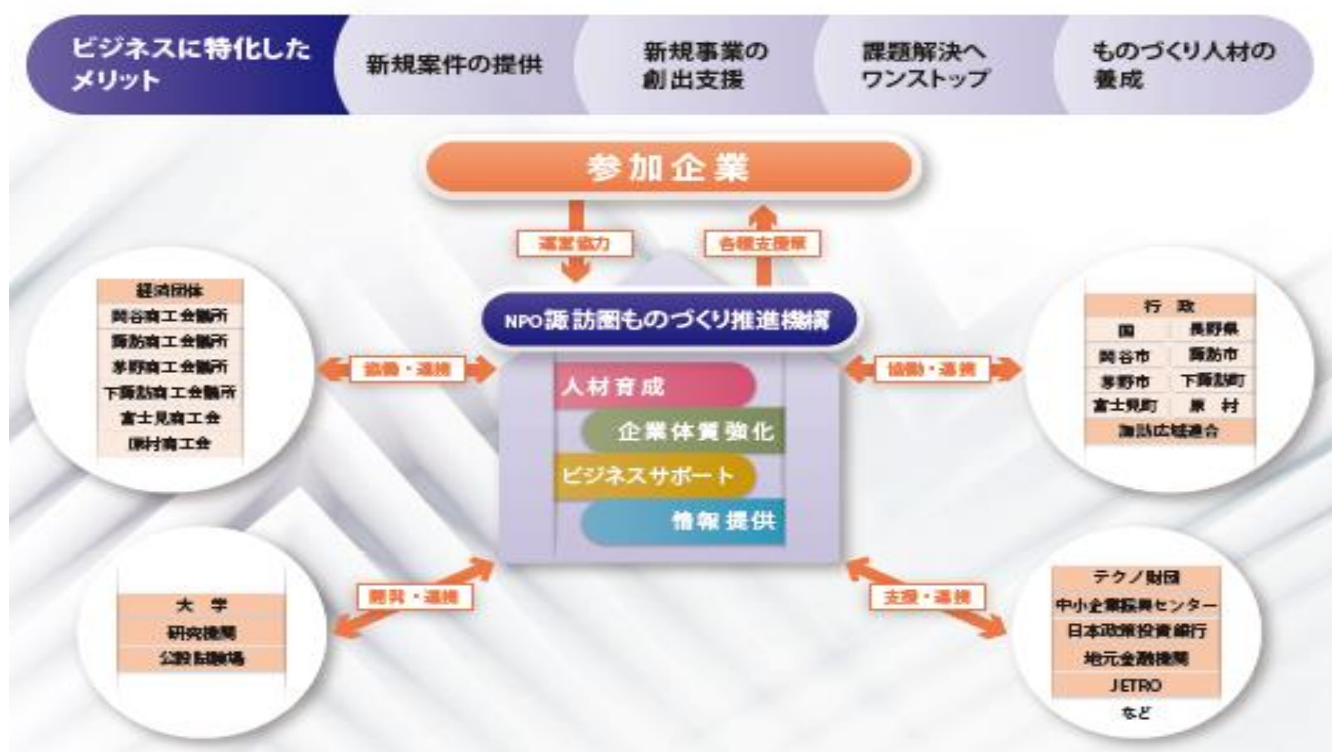 ビジネスに特化した
メリット
新規案件の提供
新規事業の
創出支援
課題解決へ
ワンストップ
ものづくり人材の
養成
参加企業
運営協力
各種支援策
経済団体
岡谷商工会議所
諏訪商工会議所
茅野商工会議所
下諏訪商工会議所
富士見商工会
原村商工会
協働・連携
NPO諏訪圏ものづくり推進機構
人材育成
企業体質強化
ビジネスサポート
情報提供
協働・連携
行 政
国 長野県
岡谷市 諏訪市
茅野市 下諏訪町
富士見町 原 村
諏訪広域連合
大 学
研究機関
公設試験場
開発・連携
支援・連携
テクノ財団
中小企業振興センター
日本政策投資銀行
地元金融機関
JETRO
など